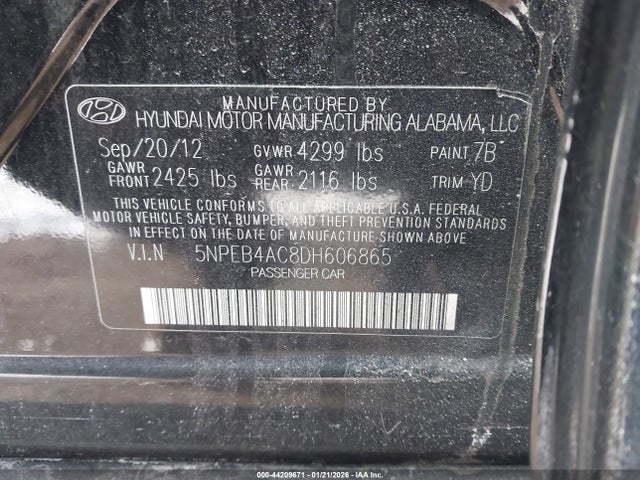 MANUFACTURED BY
HYUNDAI MOTOR MANUFACTURING ALABAMA, LLC
Sep/20/12 GVWR 4299 lbs PAINT 7B
GAWR FRONT 2425 lbs GAWR REAR 2116 lbs TRIM YD
THIS VEHICLE CONFORMS TO ALL APPLICABLE U.S.A. FEDERAL
MOTOR VEHICLE SAFETY, BUMPER, AND THEFT PREVENTION STANDARDS
IN EFFECT ON THE DATE OF MANUFACTURE SHOWN ABOVE
V.I.N 5NPEB4AC8DH606865
PASSENGER CAR
000-44209671 - 01/21/2026 - IAA Inc.